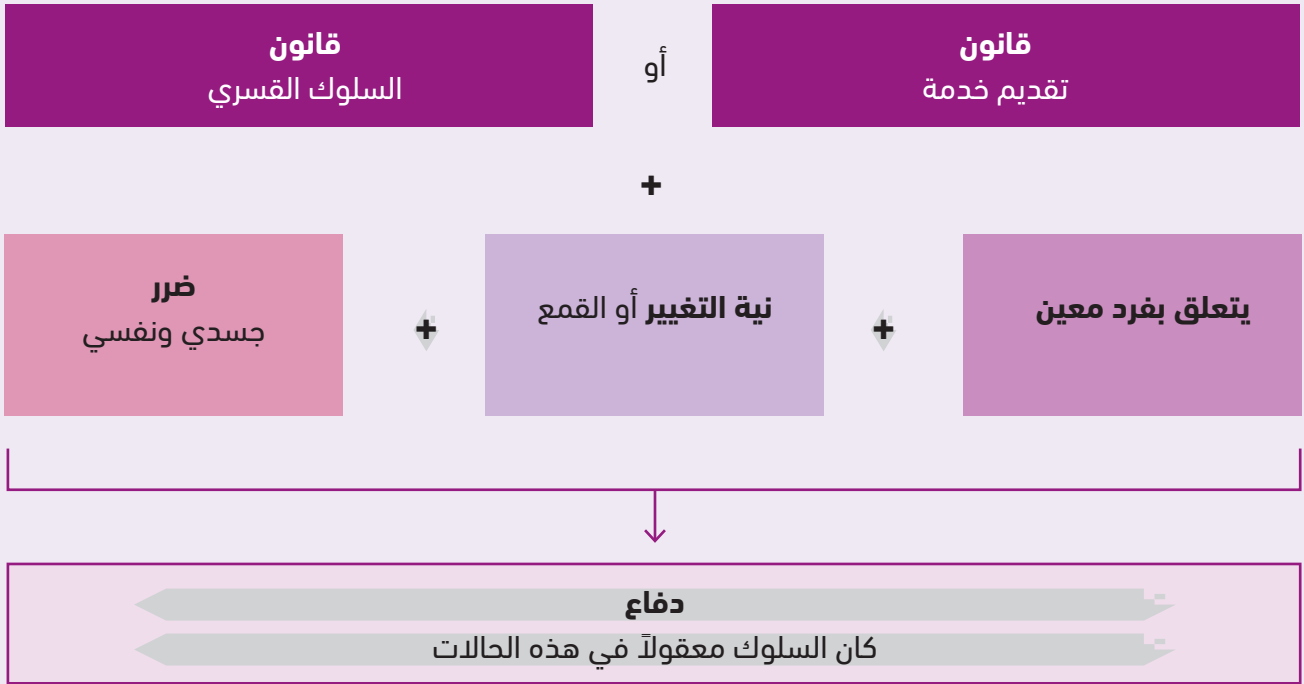 قانون
تقديم خدمة
أو
قانون
السلوك القسري
+
يتعلق بفرد معين
+
نية التغيير أو القمع
+
ضرر
جسدي ونفسي
دفاع
كان السلوك معقولاً في هذه الحالات